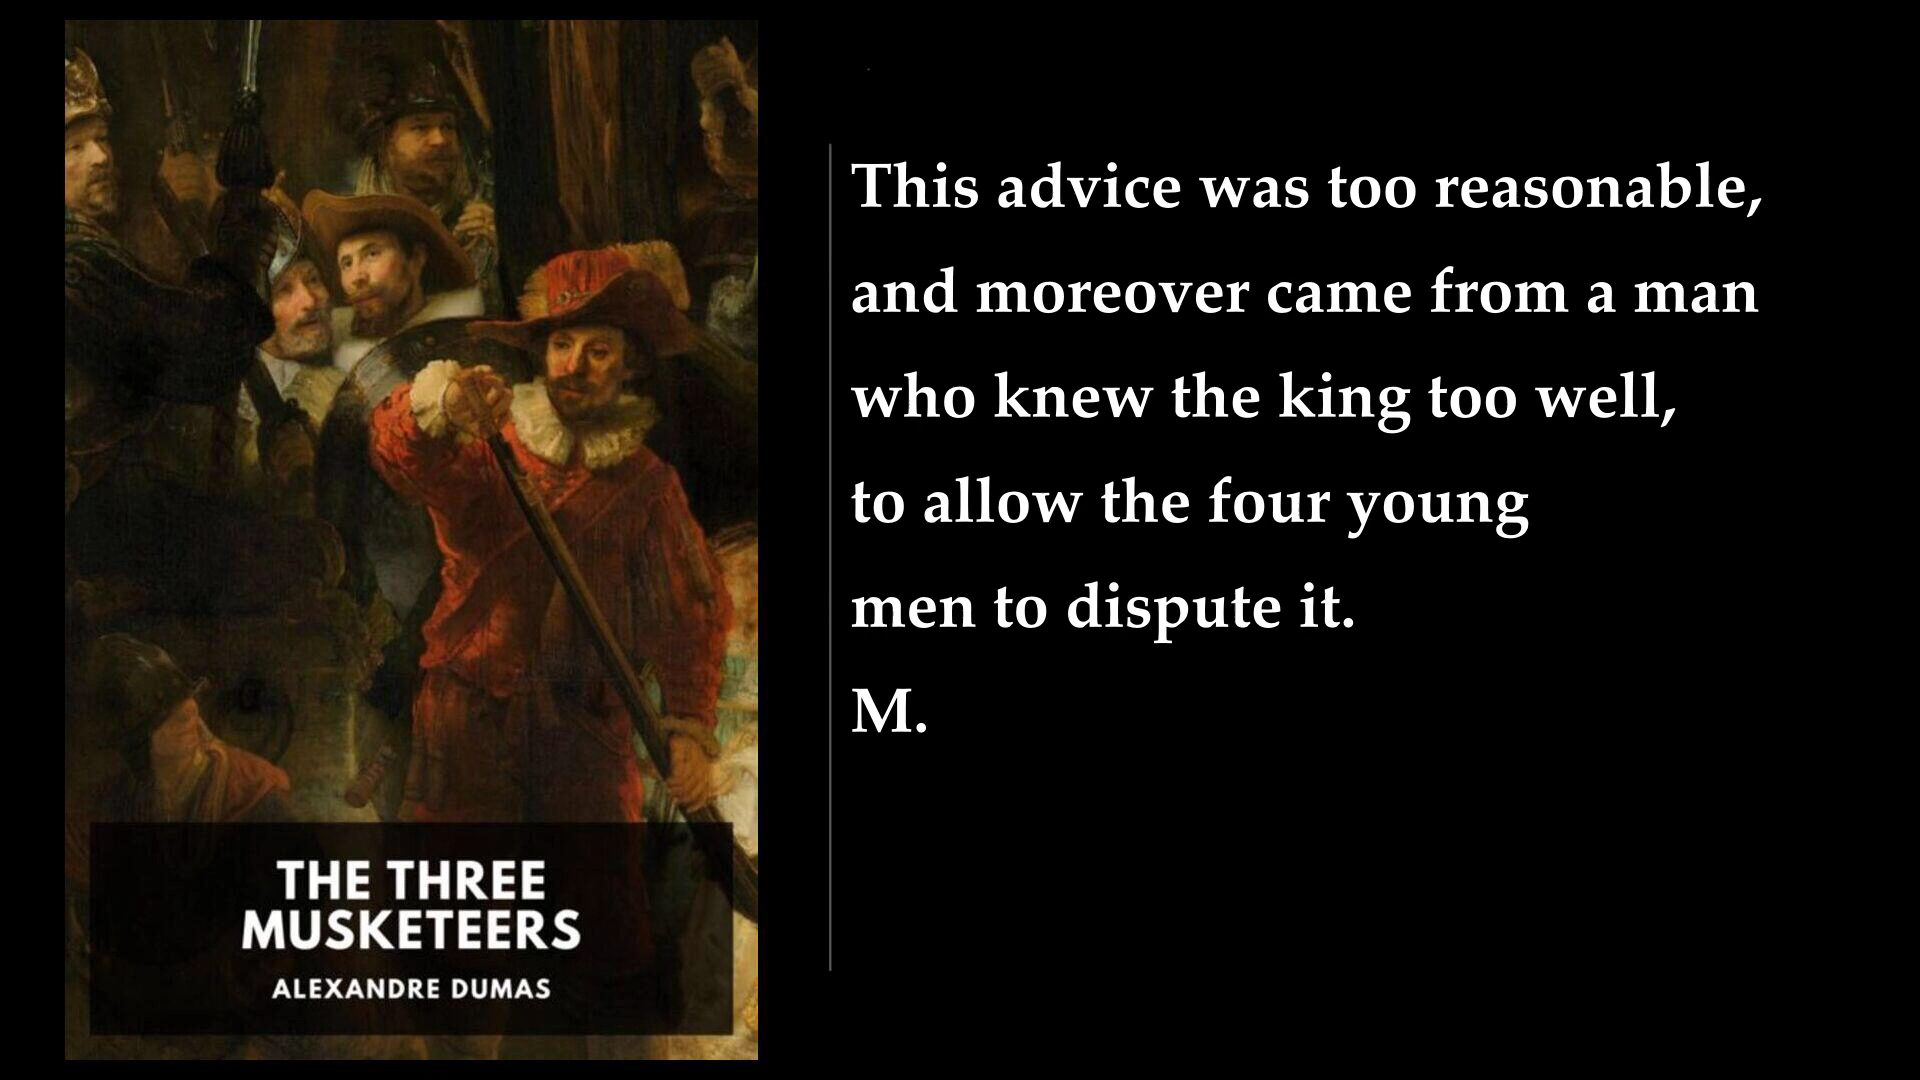 THE THREE
MUSKETEERS
ALEXANDRE DUMAS
This advice was too reasonable,
and moreover came from a man
who knew the king too well,
to allow the four young
men to dispute it.
M.